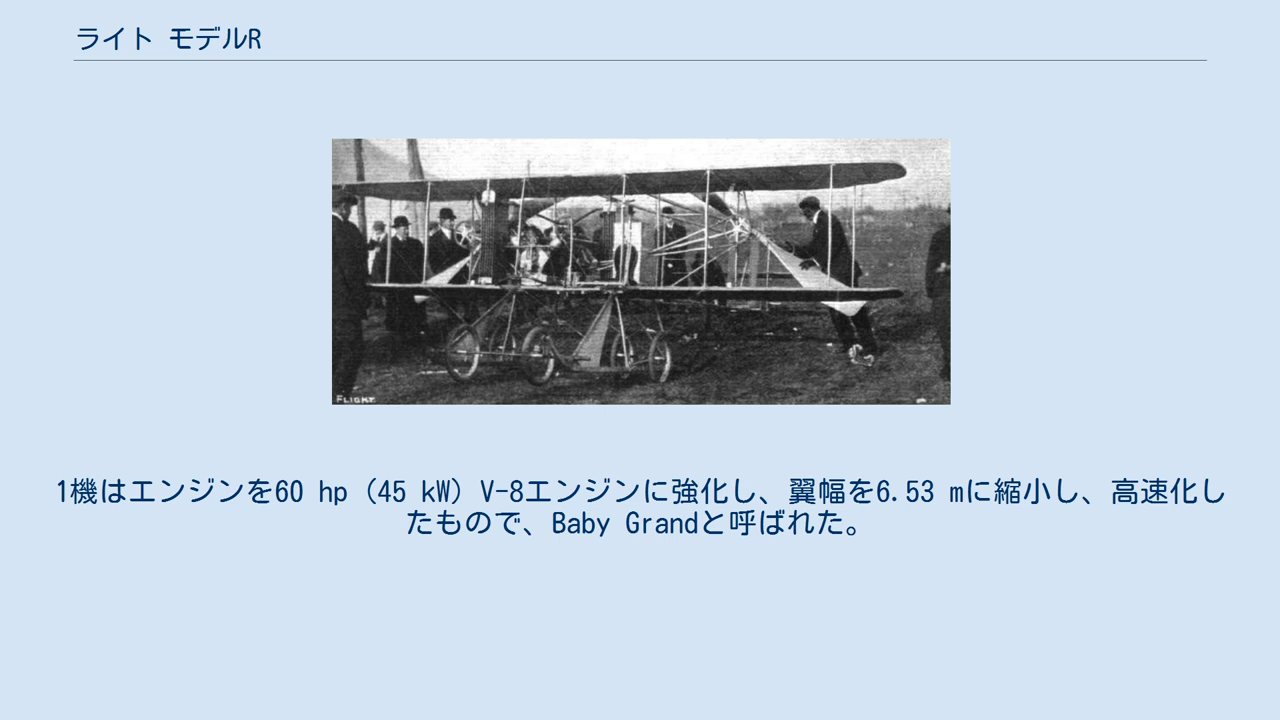 ライト モデルR
FLIGHT.
1機はエンジンを60 hp（45 kW）V-8エンジンに強化し、翼幅を6.53 mに縮小し、高速化し
たもので、Baby Grandと呼ばれた。